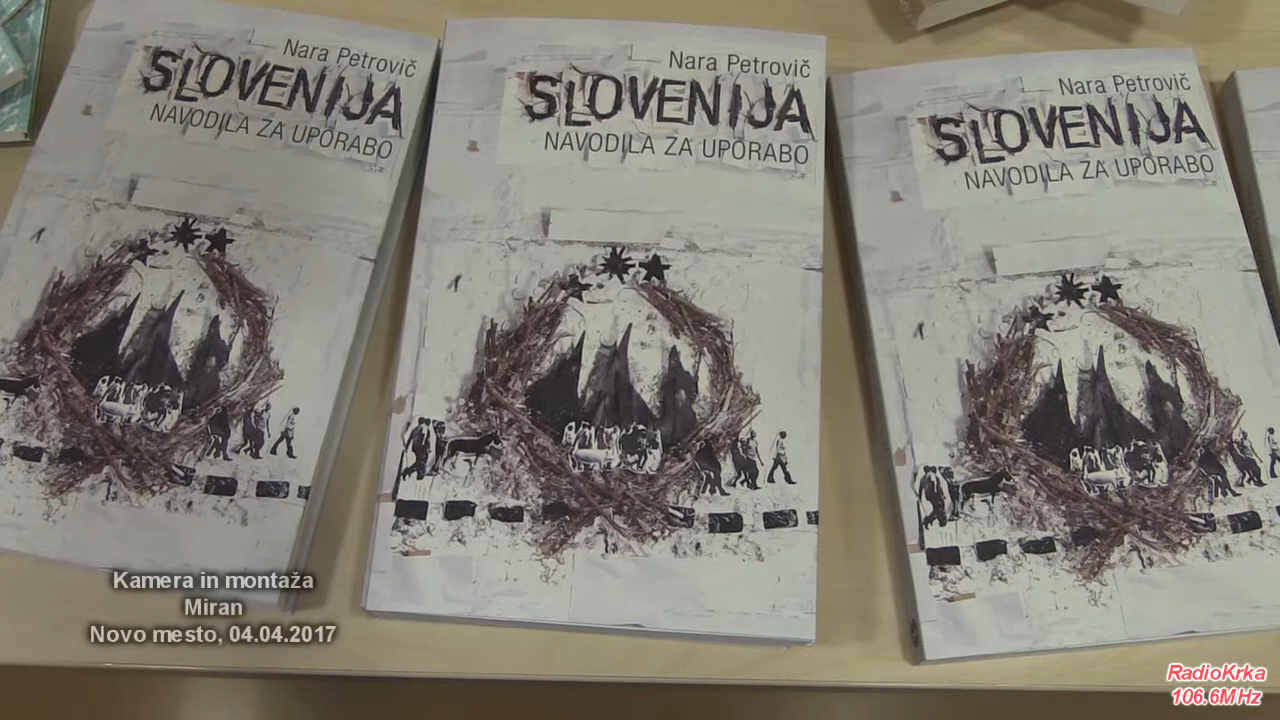 Nara Petrovič
SLOVENIJA
NAVODILA ZA UPORABO
Nara Petrovič
SLOVENIJA
NAVODILA ZA UPORABO
Nara Petrovič
SLOVENIJA
NAVODILA ZA UPORABO
Kamera in montaža
Miran
Novo mesto, 04.04.2017
RadioKrka
106.6MHz